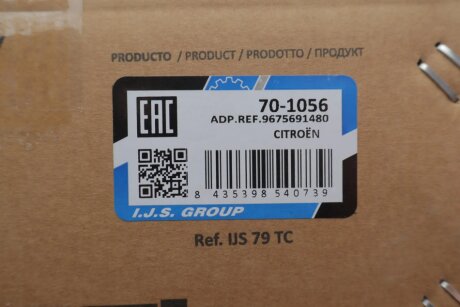 PRODUCTO / PRODUCT / PRODOTTO / ПРОДУКТ
EAC
70-1056
ADP.REF.9675691480
CITROËN
8 435398 540739
I.J.S. GROUP
Ref. IJS 79 TC